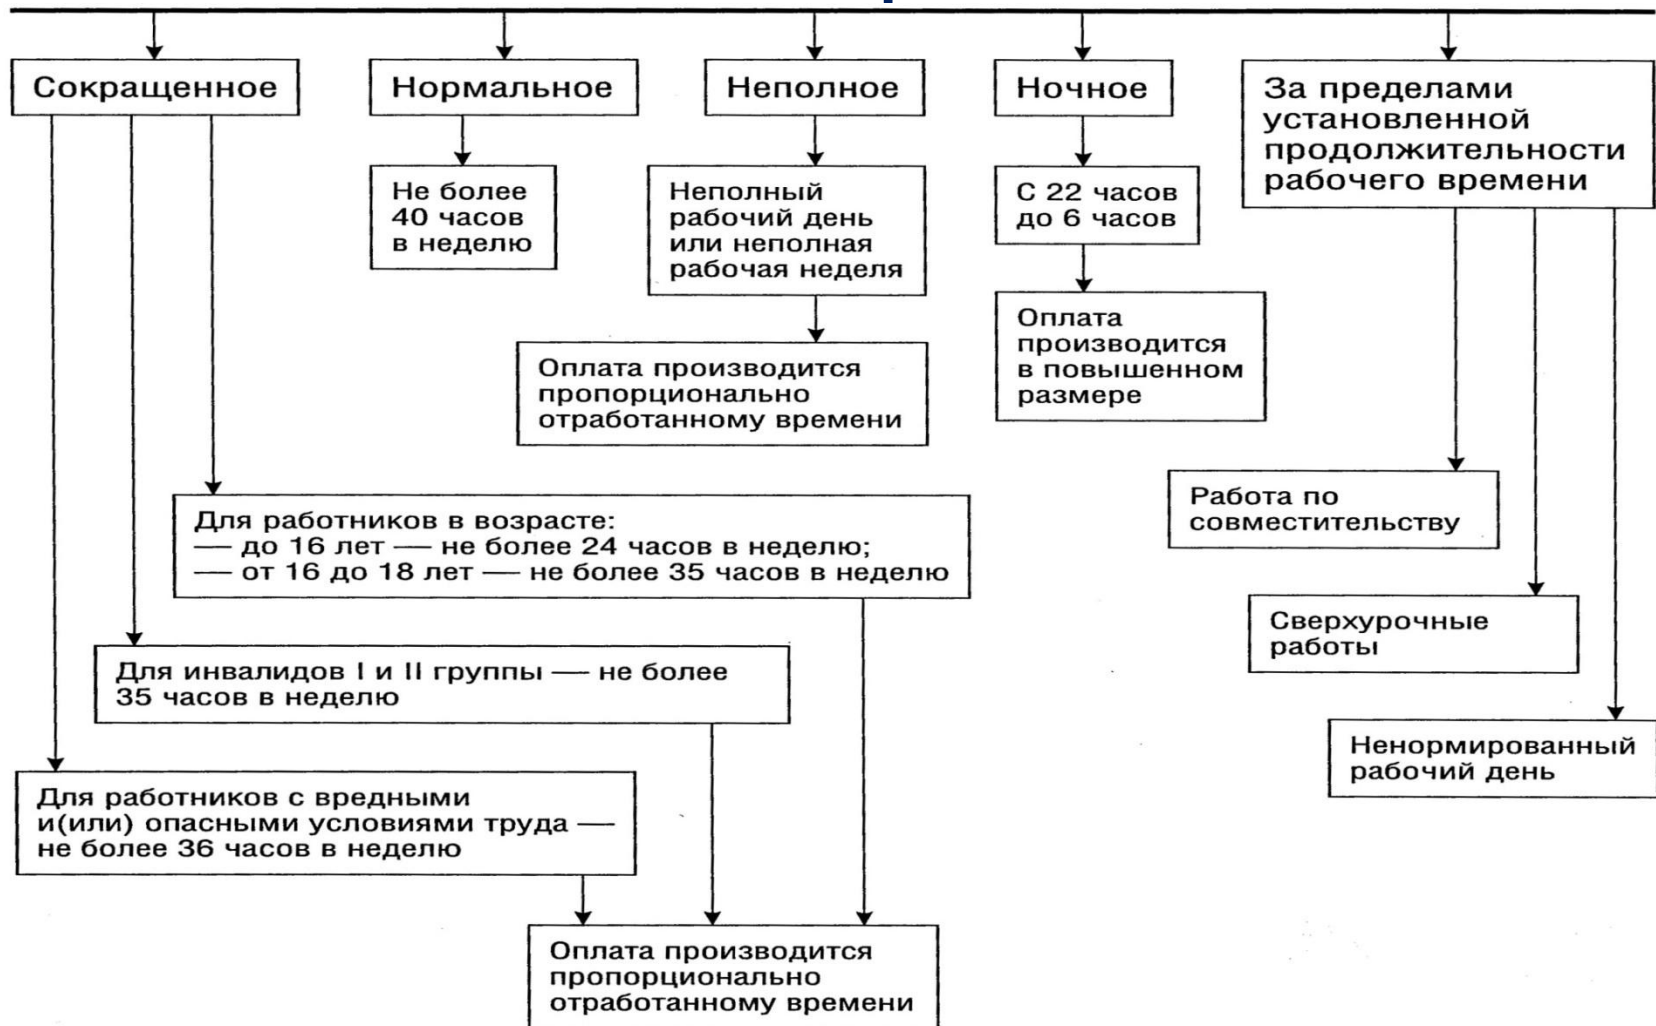 Сокращенное
Нормальное
Неполное
Ночное
За пределами
установленной
продолжительности
рабочего времени
Не более
40 часов
в неделю
Неполный
рабочий день
или неполная
рабочая неделя
С 22 часов
до 6 часов
Оплата
производится
в повышенном
размере
Оплата производится
пропорционально
отработанному времени
Работа по
совместительству
Для работников в возрасте:
— до 16 лет — не более 24 часов в неделю;
— от 16 до 18 лет — не более 35 часов в неделю
Сверхурочные
работы
Для инвалидов I и II группы — не более
35 часов в неделю
Ненормированный
рабочий день
Для работников с вредными
и(или) опасными условиями труда —
не более 36 часов в неделю
Оплата производится
пропорционально
отработанному времени